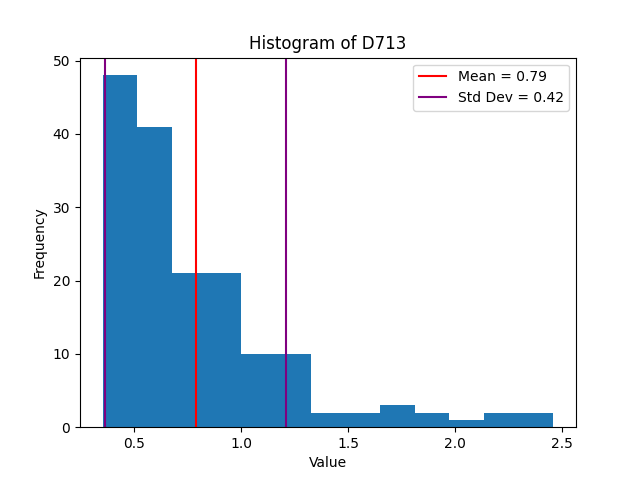 Histogram of D713
Mean = 0.79
Std Dev = 0.42
Frequency
50
40
30
20
10
0
0.5 1.0 1.5 2.0 2.5
Value